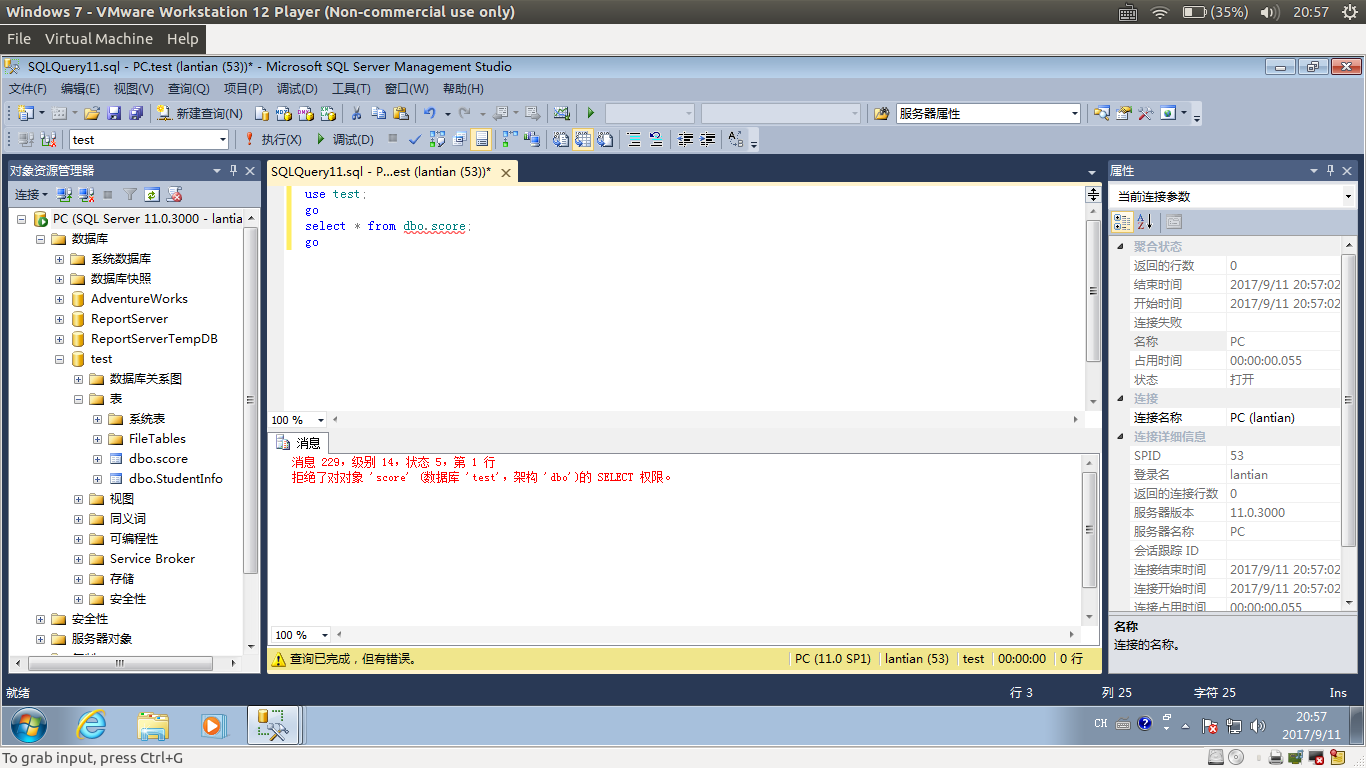 Windows 7 - VMware Workstation 12 Player (Non-commercial use only)
(35%) 20:57
File Virtual Machine Help
SQLQuery11.sql - PC.test (lantian (53))* - Microsoft SQL Server Management Studio
文件(F) 编辑(E) 视图(V) 查询(Q) 项目(P) 调试(D) 工具(T) 窗口(W) 帮助(H)
新建查询(N) 服务器属性
test 执行(X) 调试(D)
对象资源管理器
连接
PC (SQL Server 11.0.3000 - lantia
数据库
系统数据库
数据库快照
AdventureWorks
ReportServer
ReportServerTempDB
test
数据库关系图
表
系统表
FileTables
dbo.score
dbo.StudentInfo
视图
同义词
可编程性
Service Broker
存储
安全性
安全性
服务器对象
SQLQuery11.sql - P...est (lantian (53))*
use test;
go
select * from dbo.score;
go
100 %
消息
消息 229，级别 14，状态 5，第 1 行
拒绝了对对象 'score' (数据库 'test'，架构 'dbo')的 SELECT 权限。
100 %
查询已完成，但有错误。 PC (11.0 SP1) lantian (53) test 00:00:00 0 行
属性
当前连接参数
聚合状态
返回的行数 0
结束时间 2017/9/11 20:57:02
开始时间 2017/9/11 20:57:02
连接失败
名称 PC
占用时间 00:00:00.055
状态 打开
连接
连接名称 PC (lantian)
连接详细信息
SPID 53
登录名 lantian
返回的连接行数 0
服务器版本 11.0.3000
服务器名称 PC
会话跟踪 ID
连接结束时间 2017/9/11 20:57:02
连接开始时间 2017/9/11 20:57:02
连接占用时间 00:00:00.055
名称
连接的名称。
就绪 行 3 列 25 字符 25 Ins
CH 20:57
2017/9/11
To grab input, press Ctrl+G